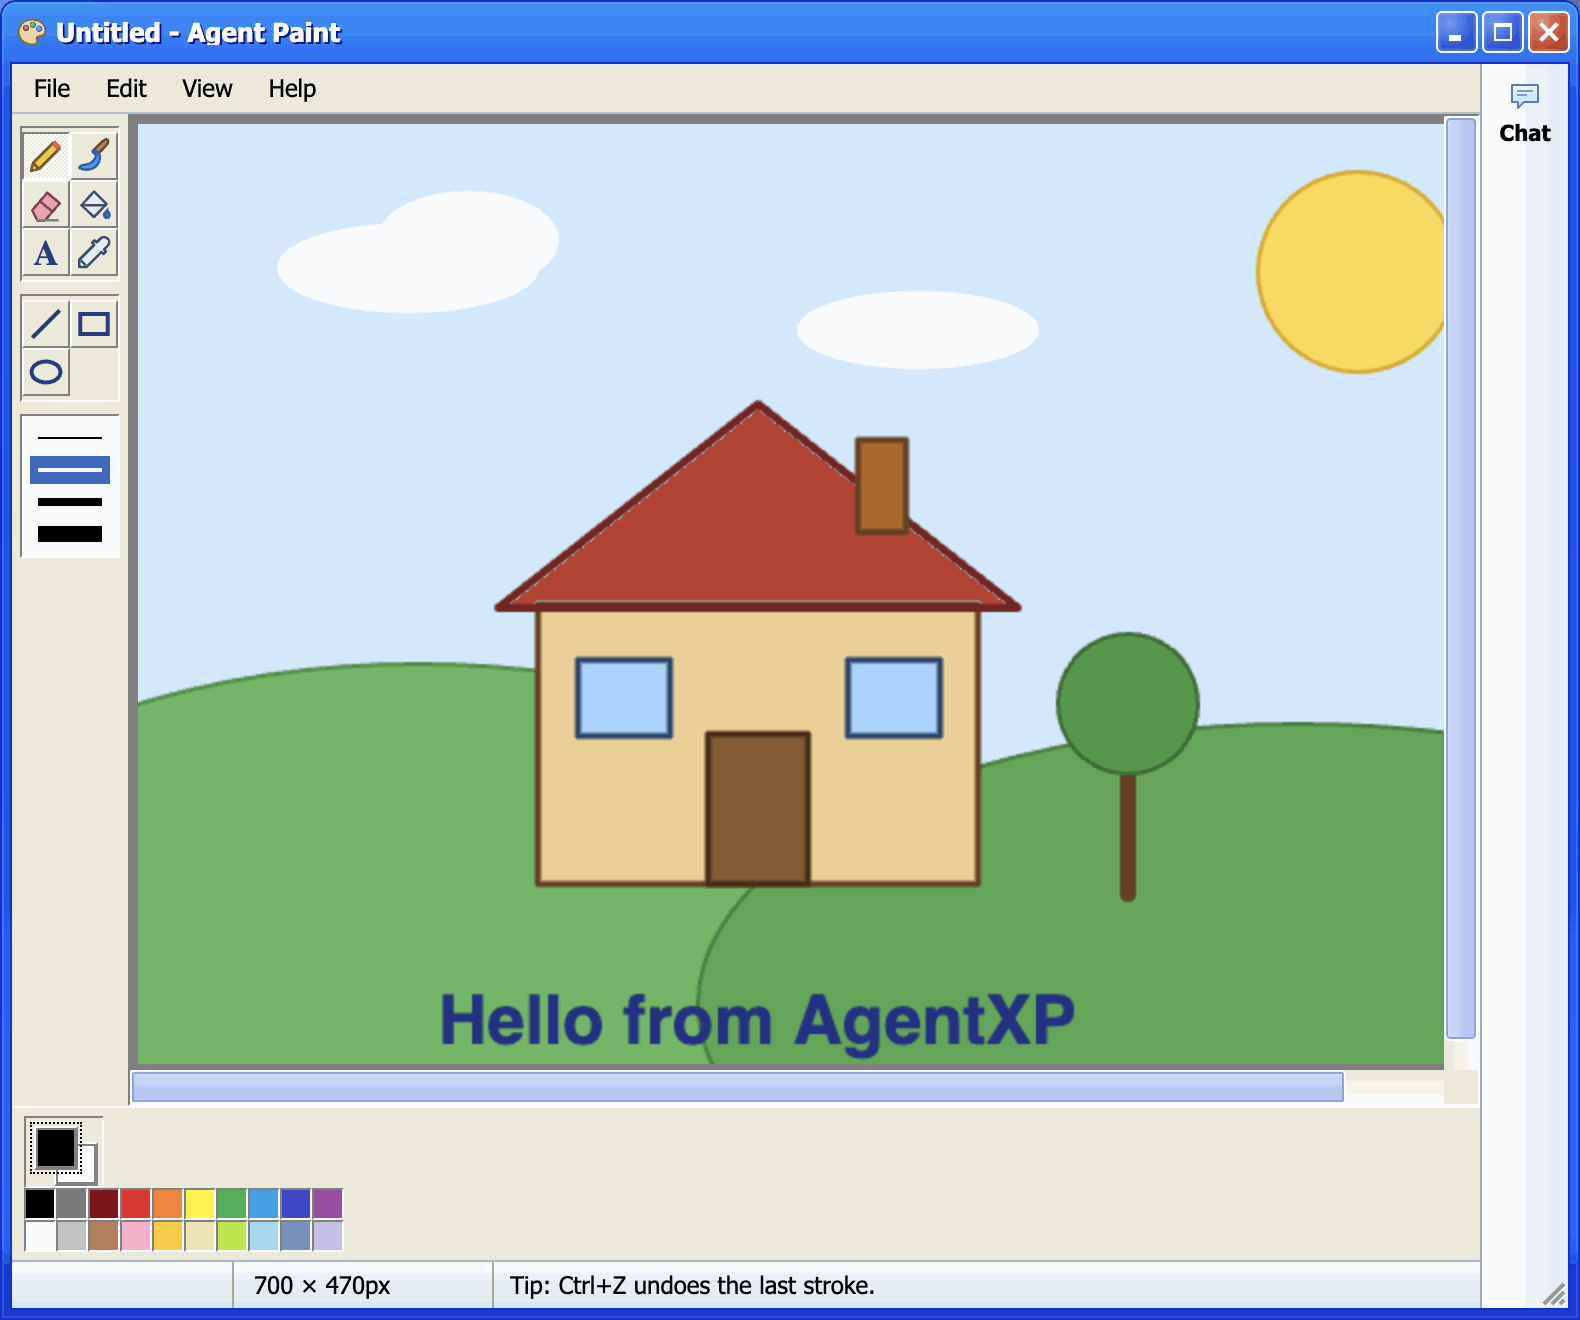 Untitled - Agent Paint
File Edit View Help
Chat
A
Hello from AgentXP
700 × 470px
Tip: Ctrl+Z undoes the last stroke.